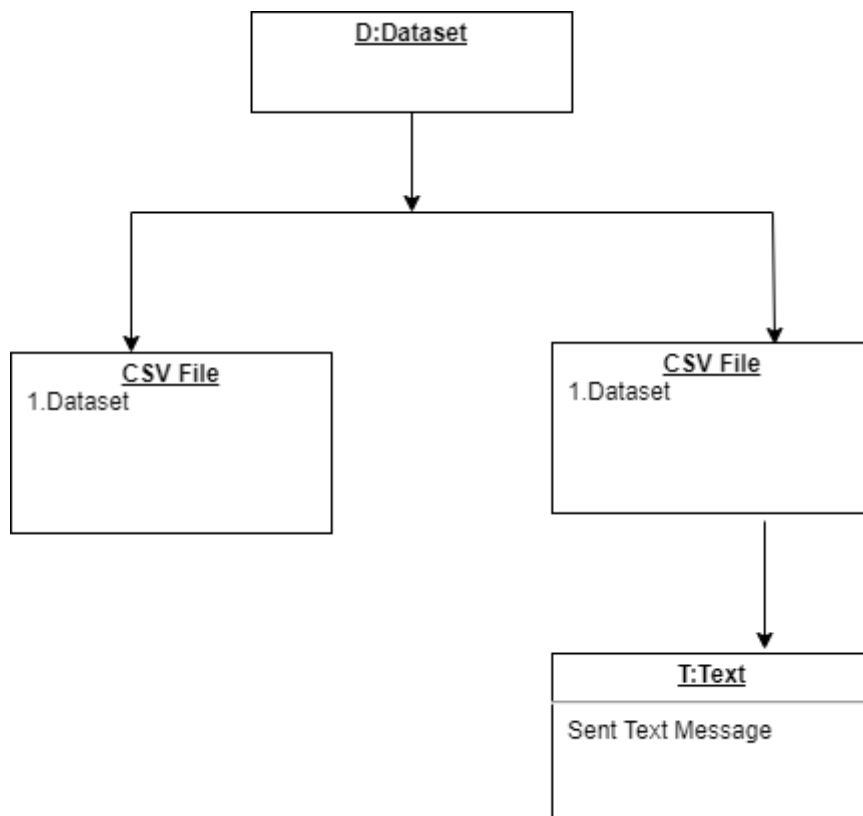 D:Dataset
CSV File
1.Dataset
CSV File
1.Dataset
T:Text
Sent Text Message